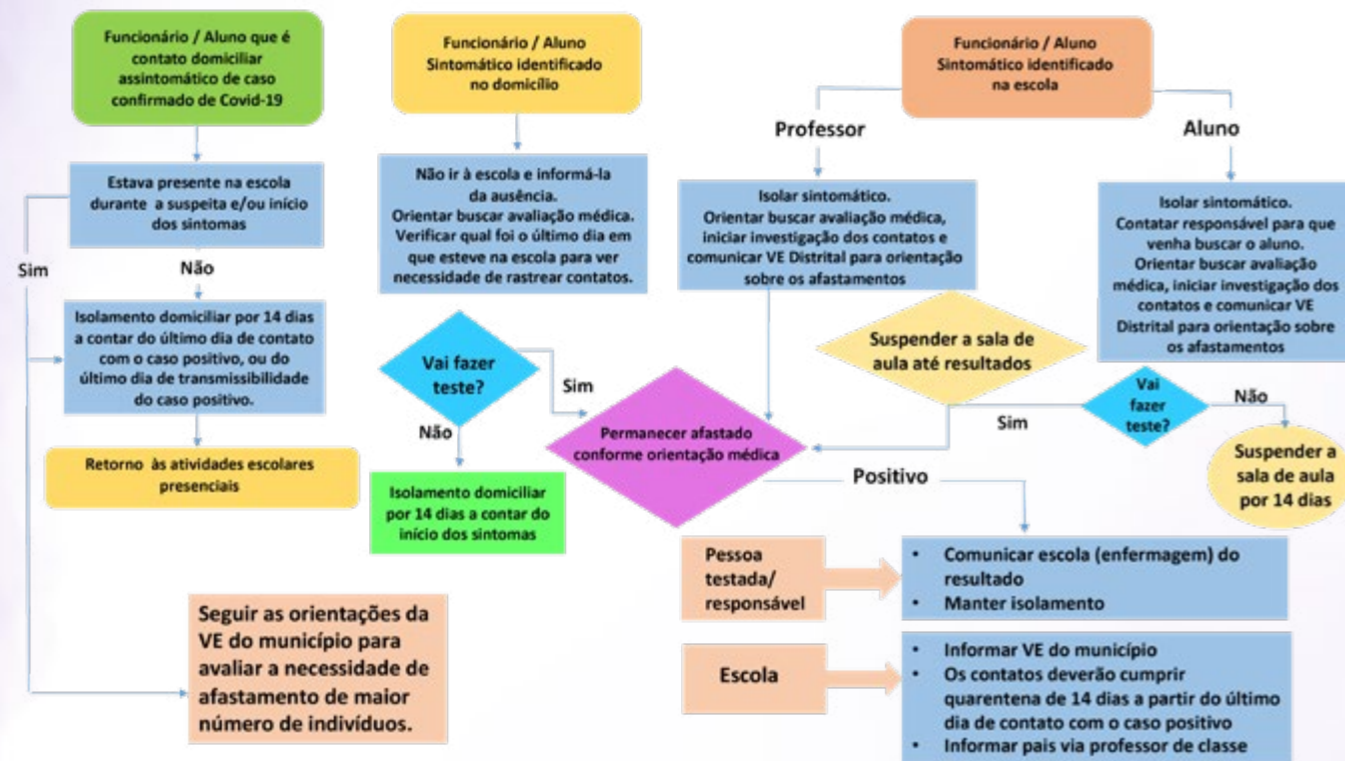 Funcionário / Aluno que é
contato domiciliar
assintomático de caso
confirmado de Covid-19
Estava presente na escola
durante a suspeita e/ou início
dos sintomas
Sim
Não
Isolamento domiciliar por 14 dias
a contar do último dia de contato
com o caso positivo, ou do
último dia de transmissibilidade
do caso positivo.
Retorno às atividades escolares
presenciais
Seguir as orientações da
VE do município para
avaliar a necessidade de
afastamento de maior
número de indivíduos.
Funcionário / Aluno
Sintomático identificado
no domicílio
Não ir à escola e informá-la
da ausência.
Orientar buscar avaliação médica.
Verificar qual foi o último dia em
que esteve na escola para ver
necessidade de rastrear contatos.
Vai fazer
teste?
Sim
Não
Isolamento domiciliar
por 14 dias a contar do
início dos sintomas
Funcionário / Aluno
Sintomático identificado
na escola
Professor
Aluno
Isolar sintomático.
Orientar buscar avaliação médica,
iniciar investigação dos contatos e
comunicar VE Distrital para orientação
sobre os afastamentos
Isolar sintomático.
Contatar responsável para que
venha buscar o aluno.
Orientar buscar avaliação
médica, iniciar investigação dos
contatos e comunicar VE
Distrital para orientação sobre
os afastamentos
Suspender a sala de
aula até resultados
Vai
fazer
teste?
Sim
Não
Suspender a
sala de aula
por 14 dias
Permanecer afastado
conforme orientação médica
Positivo
Pessoa
testada/
responsável
• Comunicar escola (enfermagem) do
resultado
• Manter isolamento
Escola
• Informar VE do município
• Os contatos deverão cumprir
quarentena de 14 dias a partir do último
dia de contato com o caso positivo
• Informar pais via professor de classe